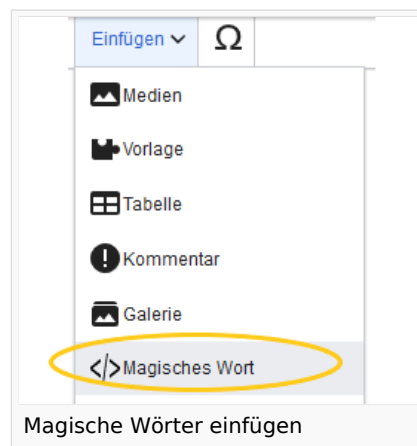 Einfügen Ω
Medien
Vorlage
Tabelle
Kommentar
Galerie
</>Magisches Wort
Magische Wörter einfügen